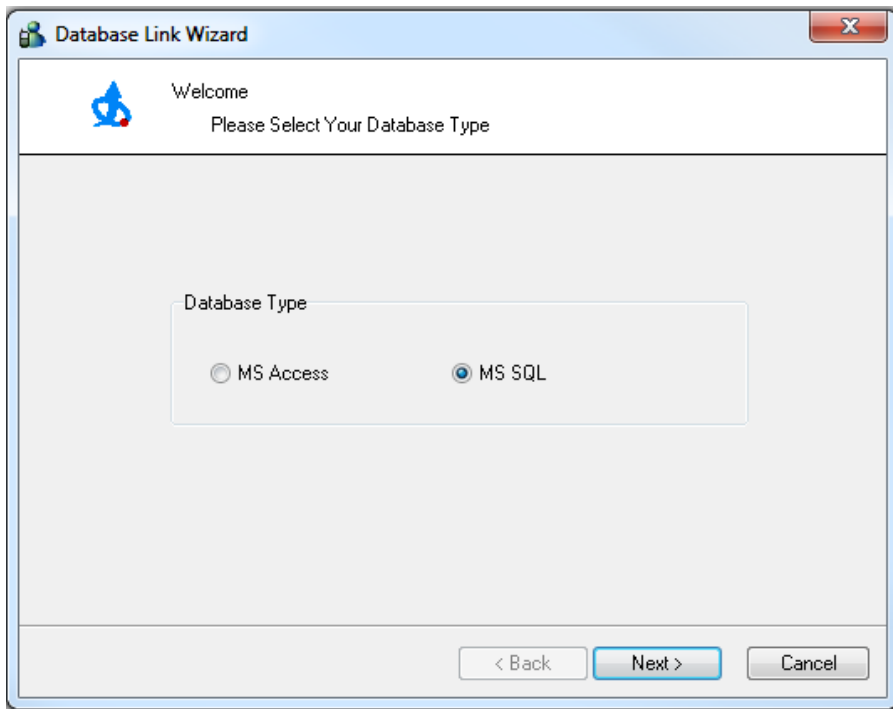 Database Link Wizard
Welcome
Please Select Your Database Type
Database Type
MS Access
MS SQL
< Back
Next >
Cancel